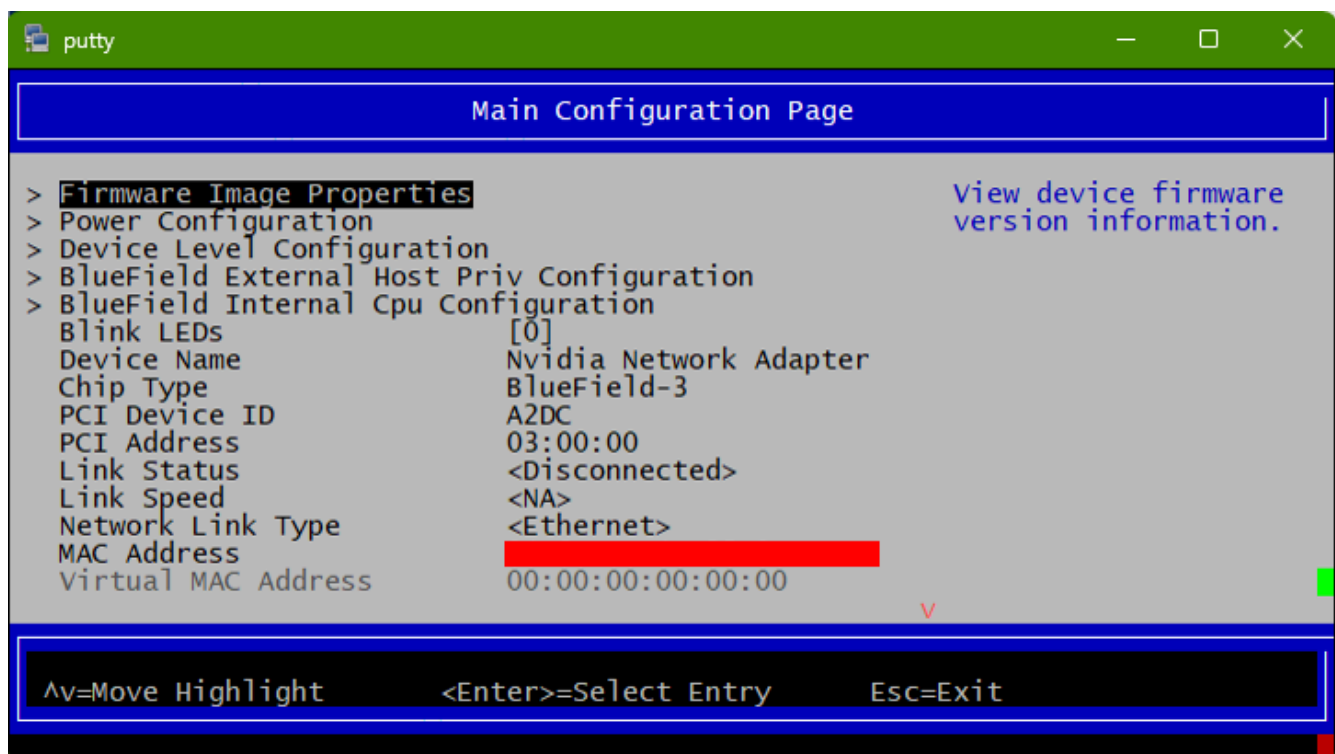 putty
Main Configuration Page
> Firmware Image Properties
View device firmware
> Power Configuration
version information.
> Device Level Configuration
> BlueField External Host Priv Configuration
> BlueField Internal Cpu Configuration
Blink LEDs [0]
Device Name Nvidia Network Adapter
Chip Type BlueField-3
PCI Device ID A2DC
PCI Address 03:00:00
Link Status <Disconnected>
Link Speed <NA>
Network Link Type <Ethernet>
MAC Address
Virtual MAC Address 00:00:00:00:00:00
v
^v=Move Highlight <Enter>=Select Entry Esc=Exit